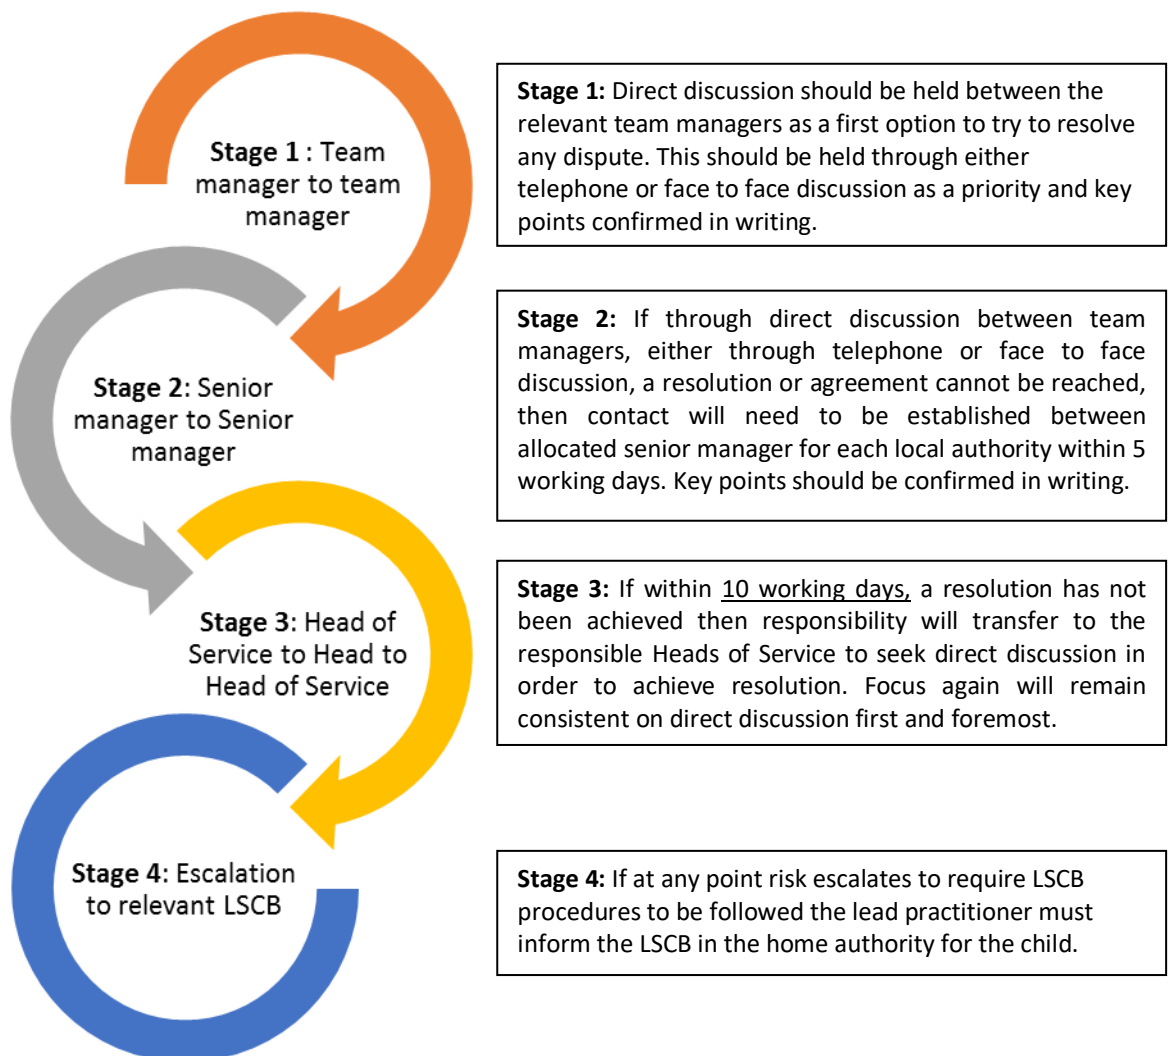 Stage 1 : Team
manager to team
manager
Stage 1: Direct discussion should be held between the
relevant team managers as a first option to try to resolve
any dispute. This should be held through either
telephone or face to face discussion as a priority and key
points confirmed in writing.
Stage 2: Senior
manager to Senior
manager
Stage 2: If through direct discussion between team
managers, either through telephone or face to face
discussion, a resolution or agreement cannot be reached,
then contact will need to be established between
allocated senior manager for each local authority within 5
working days. Key points should be confirmed in writing.
Stage 3: Head of
Service to Head to
Head of Service
Stage 3: If within 10 working days, a resolution has not
been achieved then responsibility will transfer to the
responsible Heads of Service to seek direct discussion in
order to achieve resolution. Focus again will remain
consistent on direct discussion first and foremost.
Stage 4: Escalation
to relevant LSCB
Stage 4: If at any point risk escalates to require LSCB
procedures to be followed the lead practitioner must
inform the LSCB in the home authority for the child.